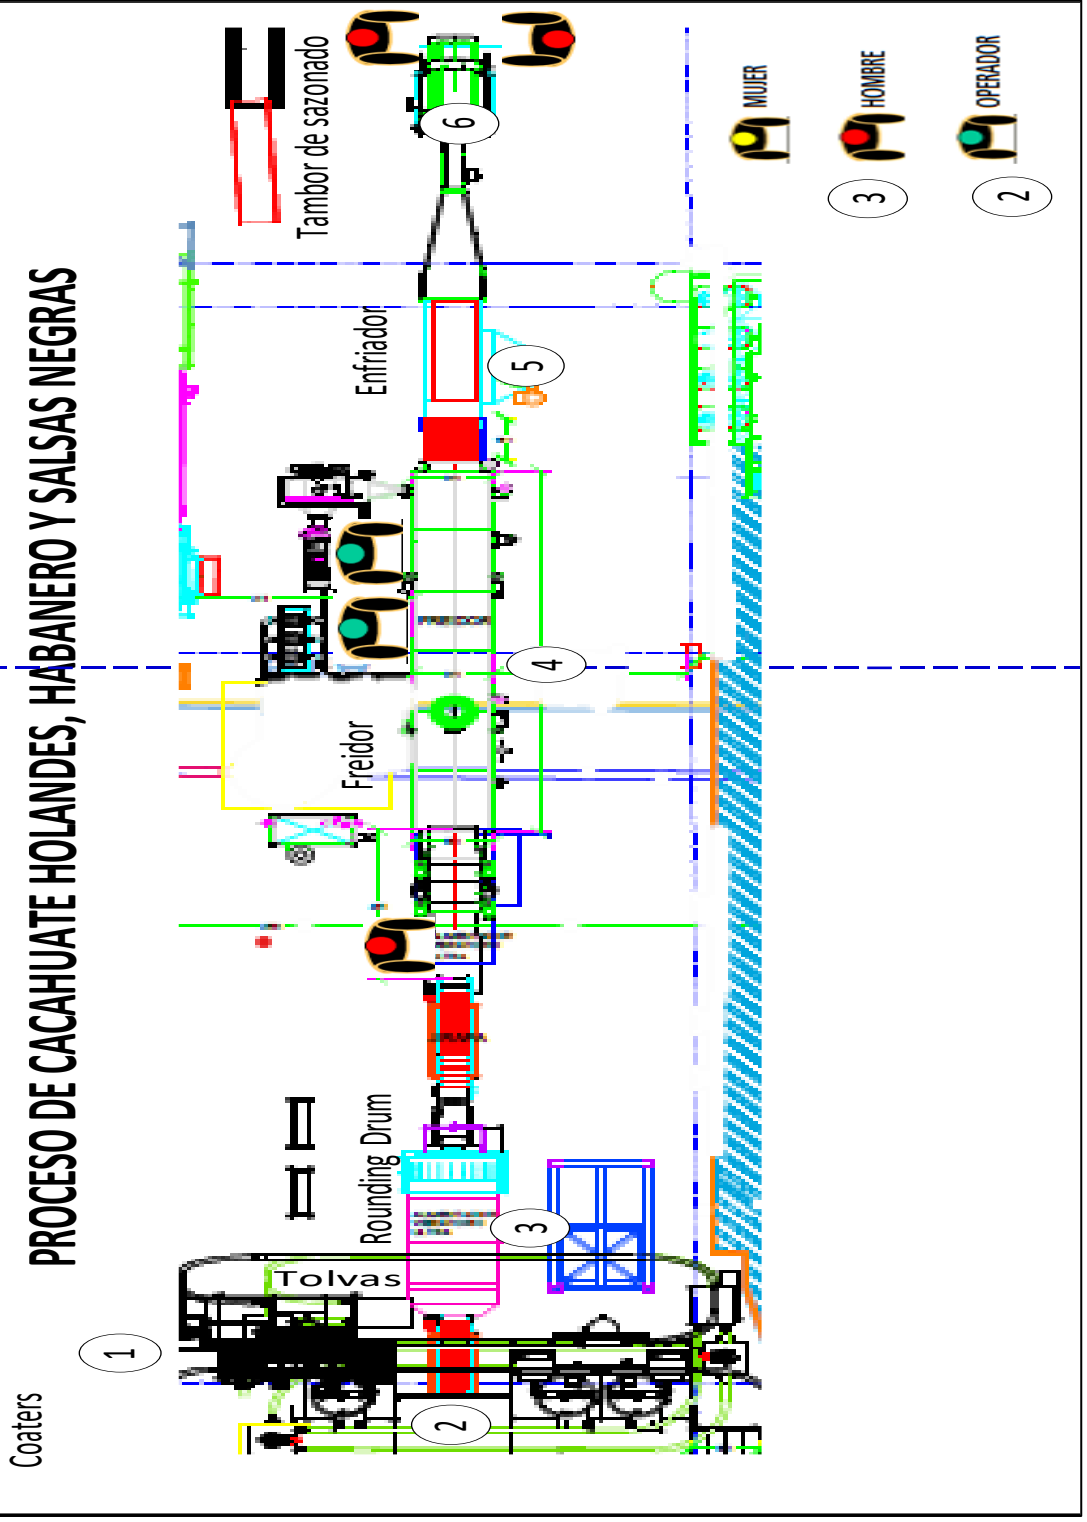 PROCESO DE CACAHUATE HOLANDES, HABANERO Y SALSAS NEGRAS
Coaters
1
Tolvas
2
Rounding Drum
3
Freidor
FREIDOR
4
Enfriador
5
Tambor de sazonado
6
MUJER
3
HOMBRE
2
OPERADOR